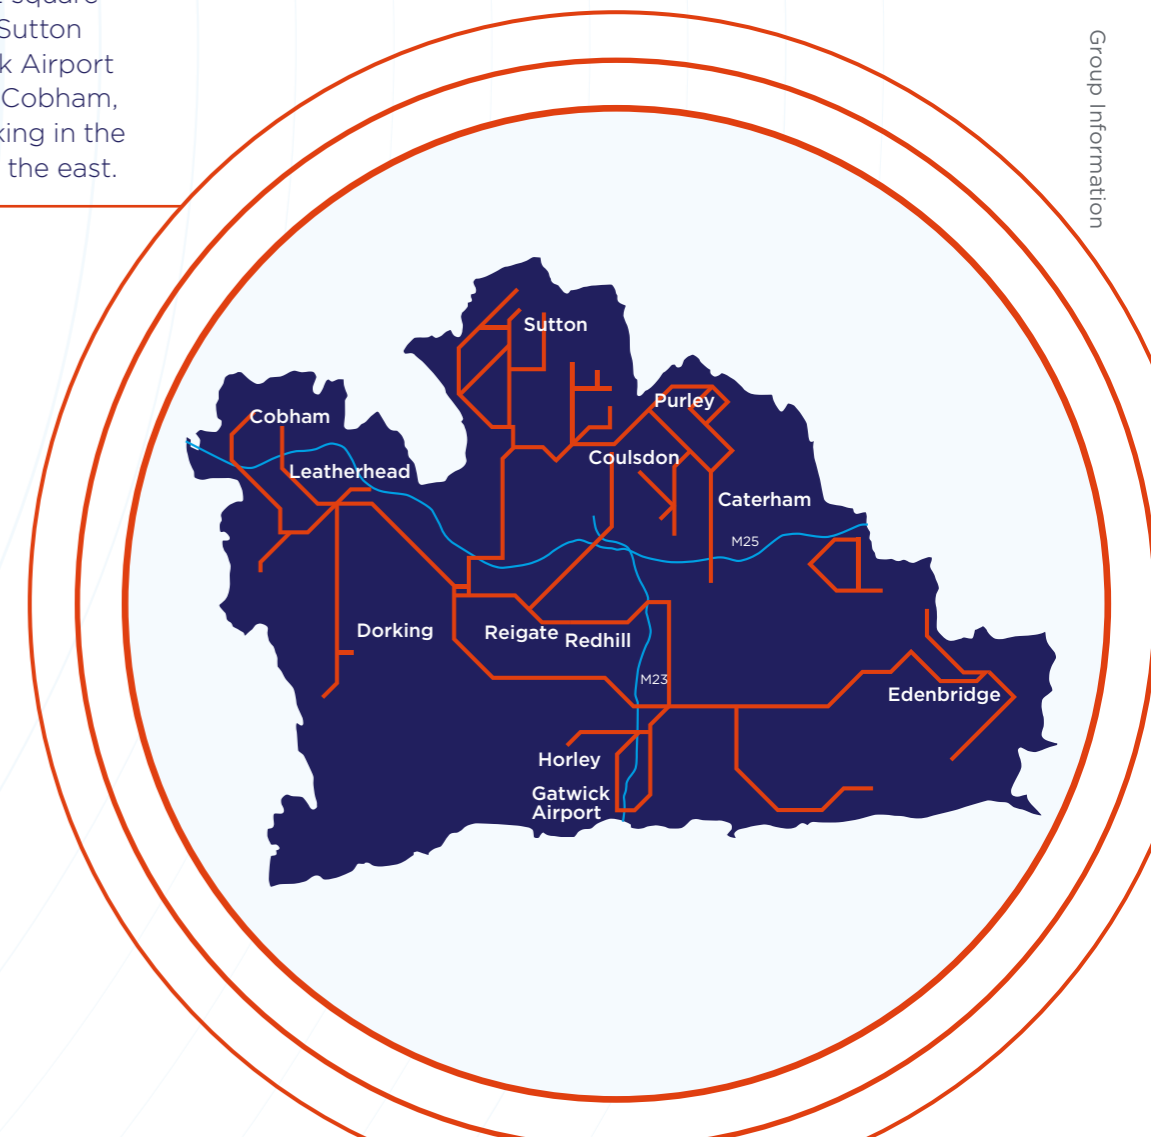 square
Sutton
k Airport
Cobham,
king in the
the east.
Group Information
Sutton
Cobham
Purley
Leatherhead
Coulsdon
Caterham
M25
Dorking
Reigate
Redhill
M23
Edenbridge
Horley
Gatwick
Airport